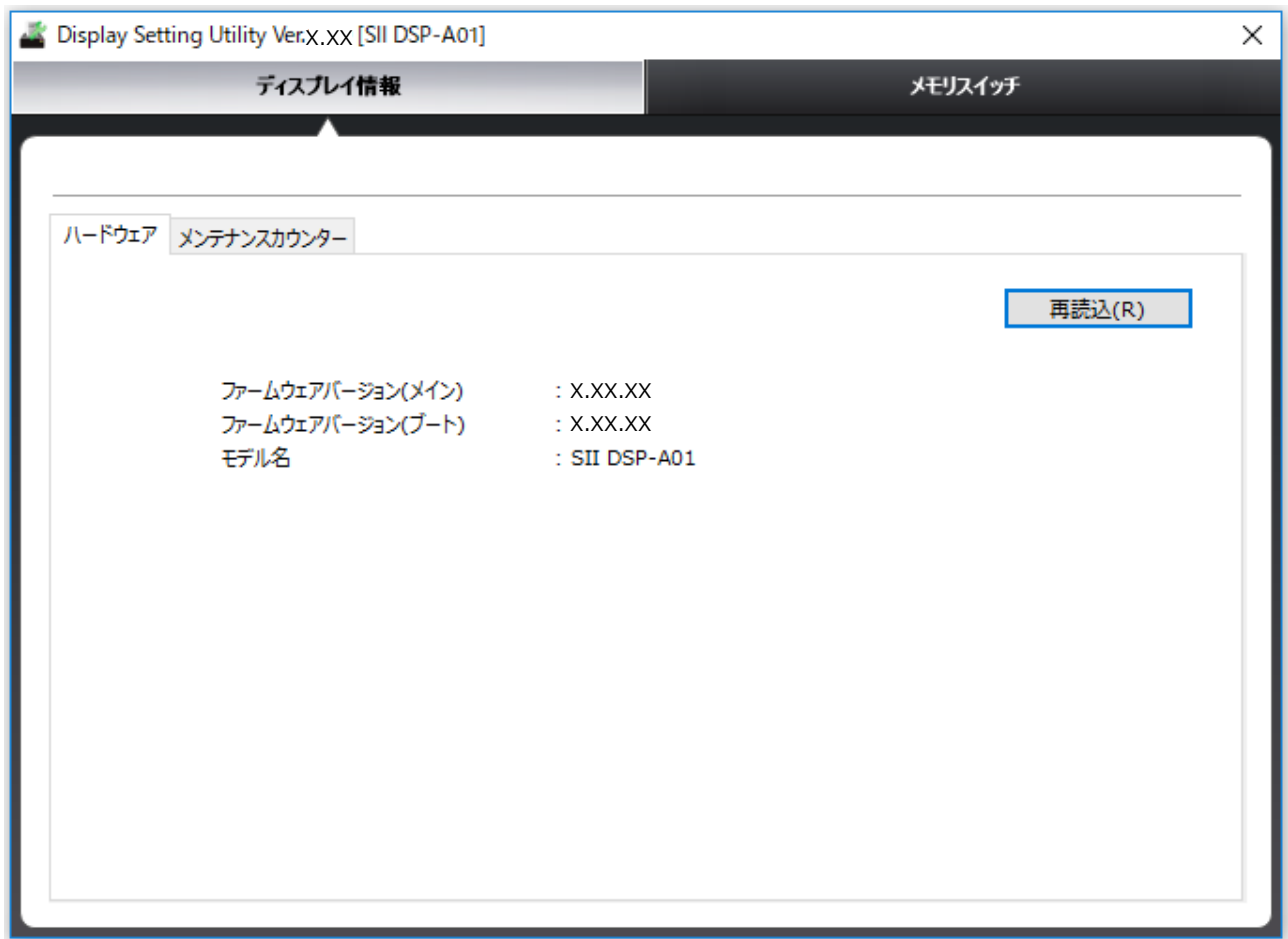 Display Setting Utility Ver.X.XX [SII DSP-A01]
ディスプレイ情報 メモリスイッチ
ハードウェア メンテナンスカウンター
再読込(R)
ファームウェアバージョン(メイン) : X.XX.XX
ファームウェアバージョン(ブート) : X.XX.XX
モデル名 : SII DSP-A01